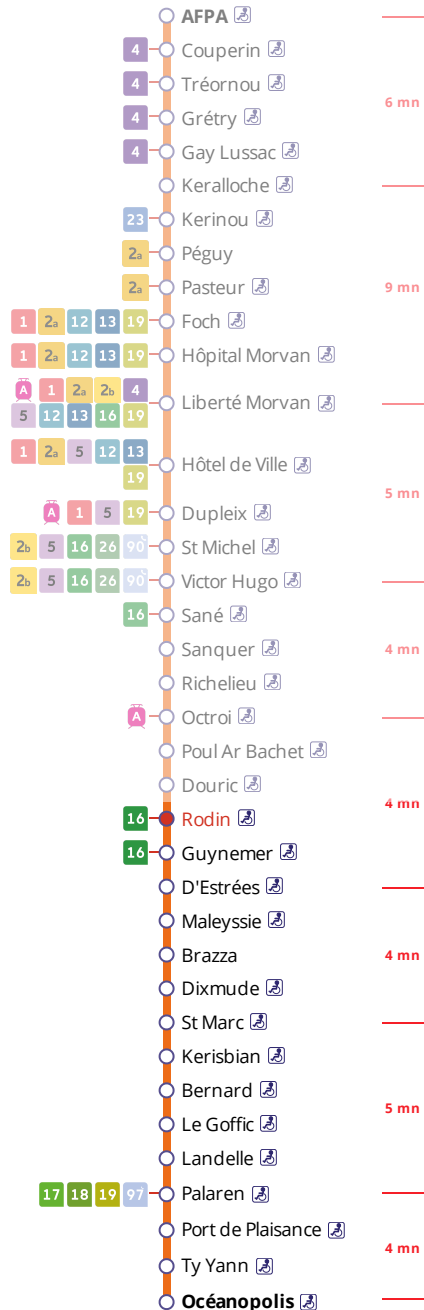 AFPA
4 Couperin
4 Tréornou
6 mn
4 Grétry
4 Gay Lussac
Keralloche
23 Kerinou
2a Péguy
2a Pasteur
9 mn
1 2a 12 13 19 Foch
1 2a 12 13 19 Hôpital Morvan
A 1 2a 2b 4
5 12 13 16 19
Liberté Morvan
1 2a 5 12 13
19
Hôtel de Ville
5 mn
A 1 5 19 Dupleix
2b 5 16 26 90 St Michel
2b 5 16 26 90 Victor Hugo
16 Sané
Sanquer
4 mn
Richelieu
A Octroi
Poul Ar Bachet
Douric
4 mn
16 Rodin
16 Guynemer
D'Estrées
Maleyssie
Brazza
4 mn
Dixmude
St Marc
Kerisbian
Bernard
5 mn
Le Goffic
Landelle
17 18 19 97 Palaren
Port de Plaisance
4 mn
Ty Yann
Océanopolis